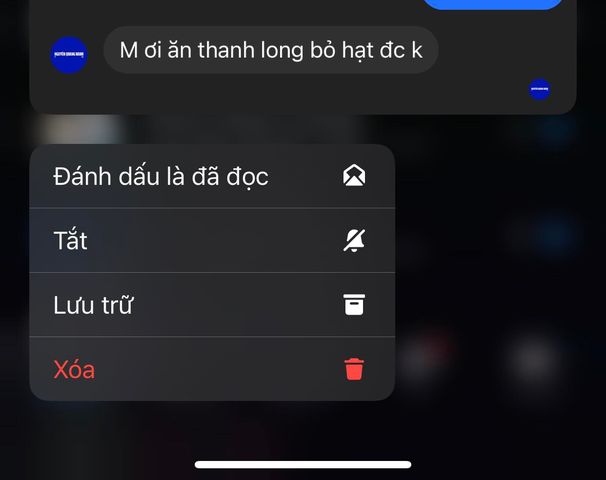 M ơi ăn thanh long bỏ hạt đc k
Đánh dấu là đã đọc
Tắt
Lưu trữ
Xóa